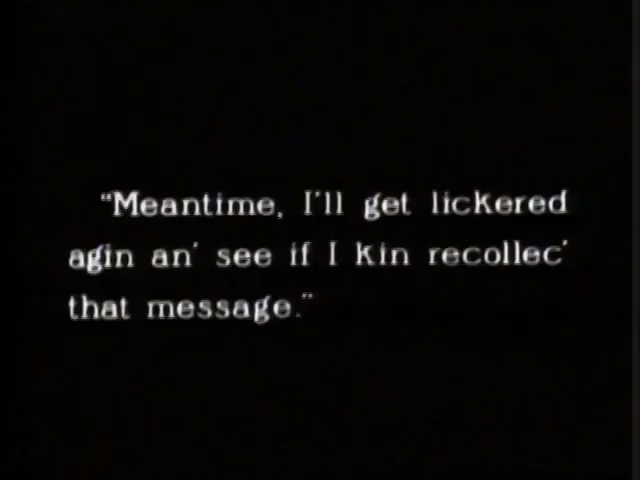 "Meantime, I'll get lickered
agin an' see if I kin recollec'
that message."